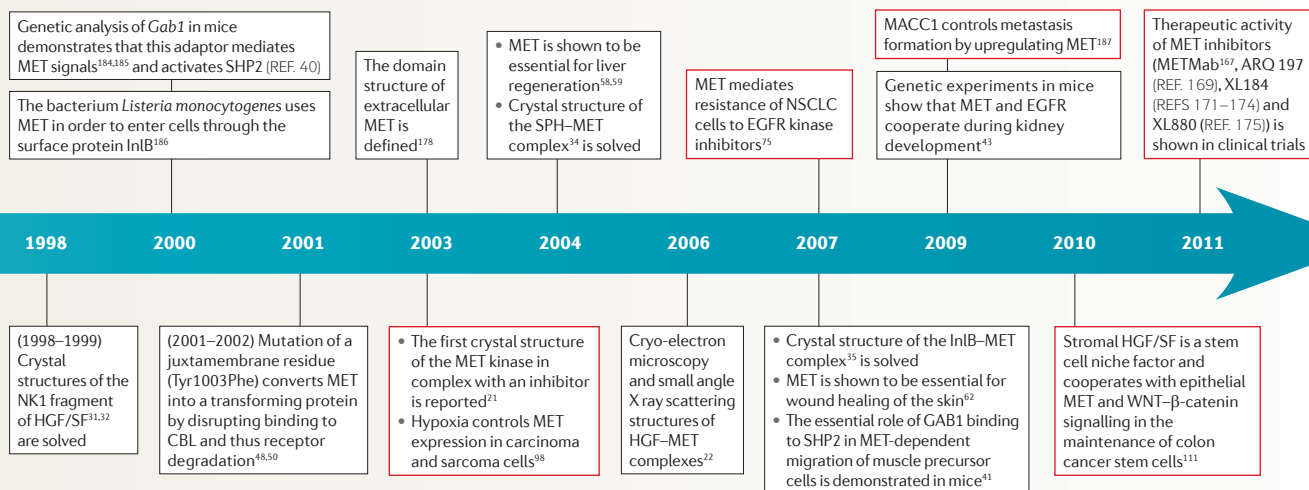 Genetic analysis of Gab1 in mice
demonstrates that this adaptor mediates
MET signals184,185 and activates SHP2 (REF. 40)
The bacterium Listeria monocytogenes uses
MET in order to enter cells through the
surface protein InlB186
The domain
structure of
extracellular
MET is
defined178
• MET is shown to be
essential for liver
regeneration58,59
• Crystal structure of
the SPH–MET
complex34 is solved
MET mediates
resistance of NSCLC
cells to EGFR kinase
inhibitors75
MACC1 controls metastasis
formation by upregulating MET187
Genetic experiments in mice
show that MET and EGFR
cooperate during kidney
development43
Therapeutic activity
of MET inhibitors
(METMab167, ARQ 197
(REF. 169), XL184
(REFS 171–174) and
XL880 (REF. 175)) is
shown in clinical trials
1998 2000 2001 2003 2004 2006 2007 2009 2010 2011
(1998–1999)
Crystal
structures of the
NK1 fragment
of HGF/SF31,32
are solved
(2001–2002) Mutation of a
juxtamembrane residue
(Tyr1003Phe) converts MET
into a transforming protein
by disrupting binding to
CBL and thus receptor
degradation48,50
• The first crystal structure
of the MET kinase in
complex with an inhibitor
is reported21
• Hypoxia controls MET
expression in carcinoma
and sarcoma cells98
Cryo-electron
microscopy
and small angle
X ray scattering
structures of
HGF–MET
complexes22
• Crystal structure of the InlB–MET
complex35 is solved
• MET is shown to be essential for
wound healing of the skin62
• The essential role of GAB1 binding
to SHP2 in MET-dependent
migration of muscle precursor
cells is demonstrated in mice41
Stromal HGF/SF is a stem
cell niche factor and
cooperates with epithelial
MET and WNT–β-catenin
signalling in the
maintenance of colon
cancer stem cells111